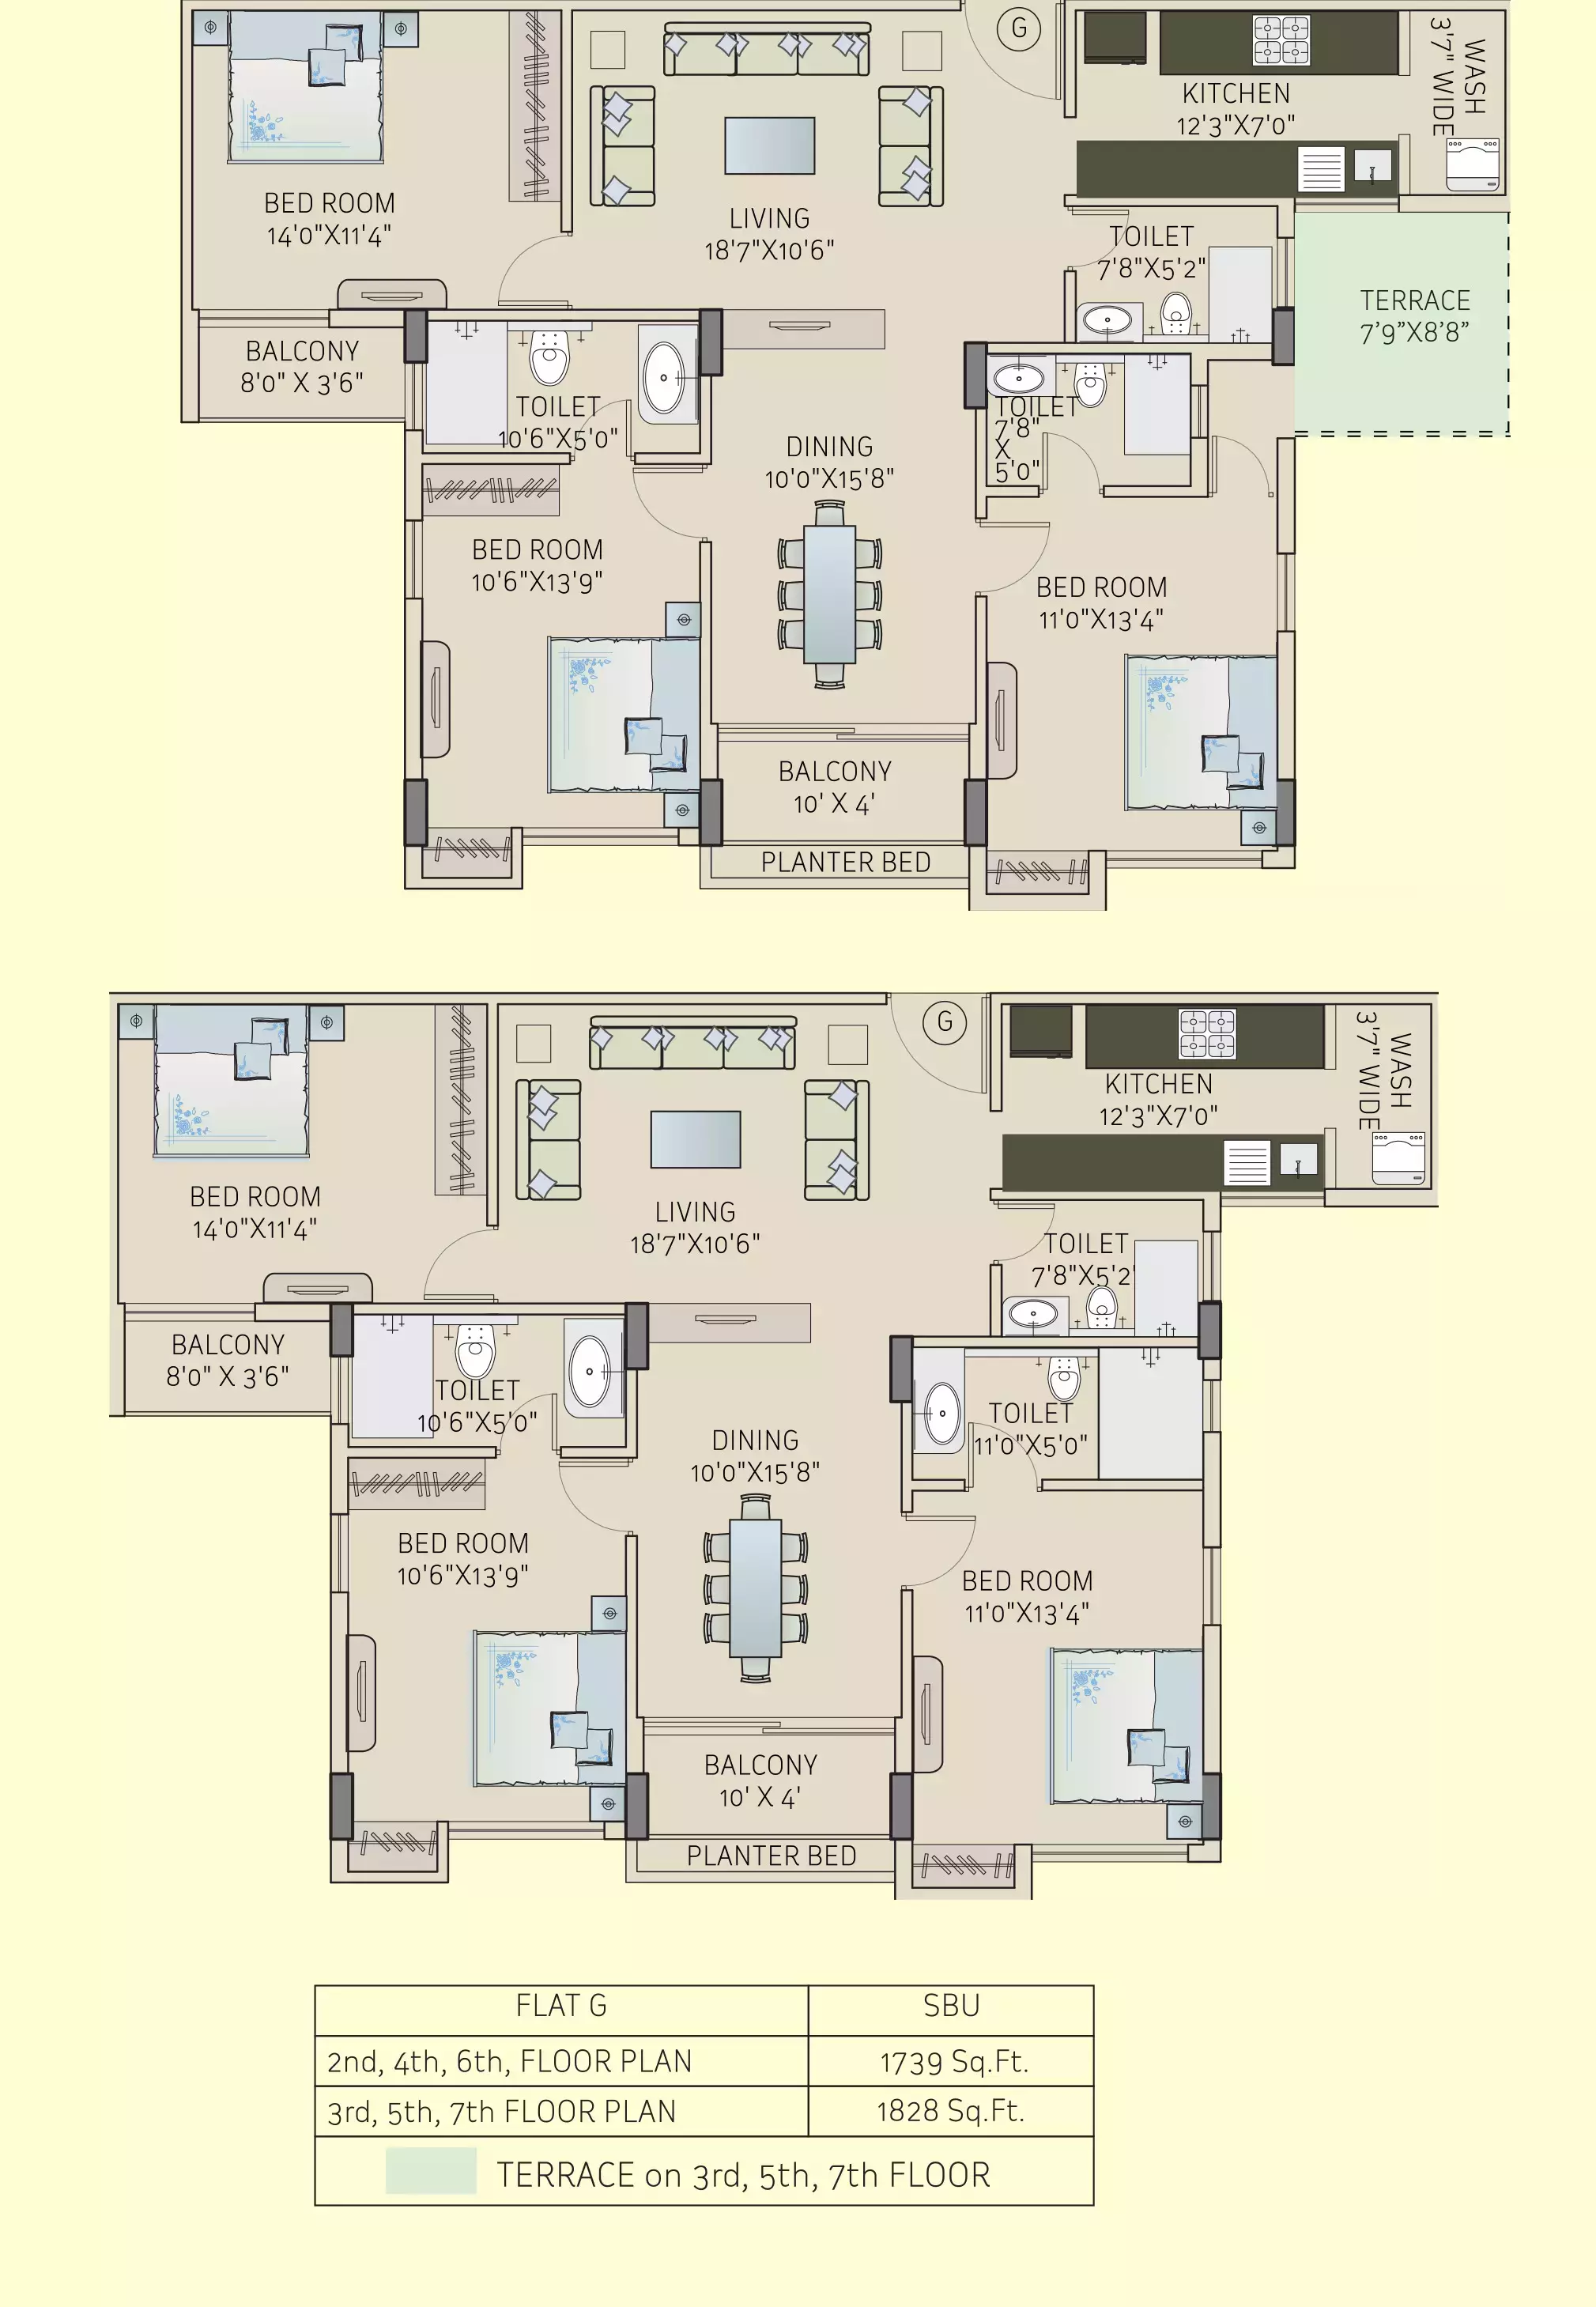 G
KITCHEN
12'3"X7'0"
WASH
3'7" WIDE
BED ROOM
14'0"X11'4"
LIVING
18'7"X10'6"
TOILET
7'8"X5'2"
TERRACE
7'9”X8'8”
BALCONY
8'0" X 3'6"
TOILET
10'6"X5'0"
TOILET
7'8"
X
5'0"
DINING
10'0"X15'8"
BED ROOM
10'6"X13'9"
BED ROOM
11'0"X13'4"
BALCONY
10' X 4'
PLANTER BED
G
KITCHEN
12'3"X7'0"
WASH
3'7" WIDE
BED ROOM
14'0"X11'4"
LIVING
18'7"X10'6"
TOILET
7'8"X5'2'
BALCONY
8'0" X 3'6"
TOILET
10'6"X5'0"
TOILET
11'0"X5'0"
DINING
10'0"X15'8"
BED ROOM
10'6"X13'9"
BED ROOM
11'0"X13'4"
BALCONY
10' X 4'
PLANTER BED
FLAT G SBU
2nd, 4th, 6th, FLOOR PLAN 1739 Sq.Ft.
3rd, 5th, 7th FLOOR PLAN 1828 Sq.Ft.
TERRACE on 3rd, 5th, 7th FLOOR